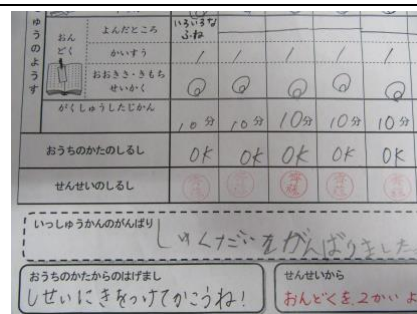 ゅうのようす
おんどく
よんだところ
いろいろな
ふね
かいすう
/ / / / /
おおきさ・きもち
せいかく
がくしゅうしたじかん
10分 10分 10分 10分 10分
おうちのかたのしるし
OK OK OK OK OK
せんせいのしるし
いっしゅうかんのがんばり
しゅくだいをがんばりました
おうちのかたからのはげまし
しせいにきをつけてかこうね!
せんせいから
おんどくを、2かい よ